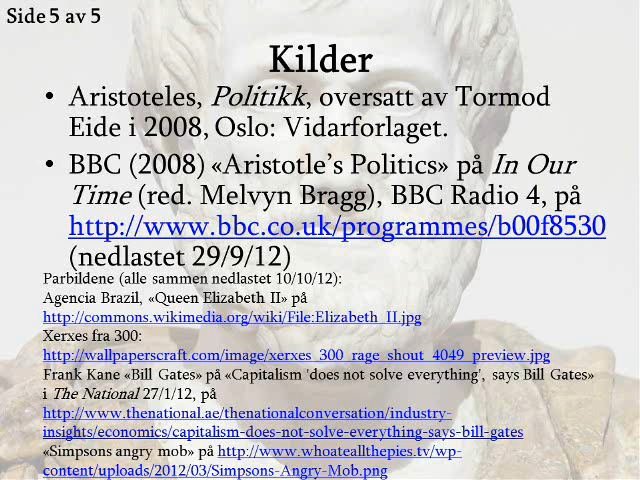 Side 5 av 5
Kilder
• Aristoteles, Politikk, oversatt av Tormod
Eide i 2008, Oslo: Vidarforlaget.
• BBC (2008) «Aristotle’s Politics» på In Our
Time (red. Melvyn Bragg), BBC Radio 4, på
http://www.bbc.co.uk/programmes/b00f8530
(nedlastet 29/9/12)
Parbildene (alle sammen nedlastet 10/10/12):
Agencia Brazil, «Queen Elizabeth II» på
http://commons.wikimedia.org/wiki/File:Elizabeth_II.jpg
Xerxes fra 300:
http://wallpaperscraft.com/image/xerxes_300_rage_shout_4049_preview.jpg
Frank Kane «Bill Gates» på «Capitalism 'does not solve everything', says Bill Gates»
i The National 27/1/12, på
http://www.thenational.ae/thenationalconversation/industry-
insights/economics/capitalism-does-not-solve-everything-says-bill-gates
«Simpsons angry mob» på http://www.whoateallthepies.tv/wp-
content/uploads/2012/03/Simpsons-Angry-Mob.png